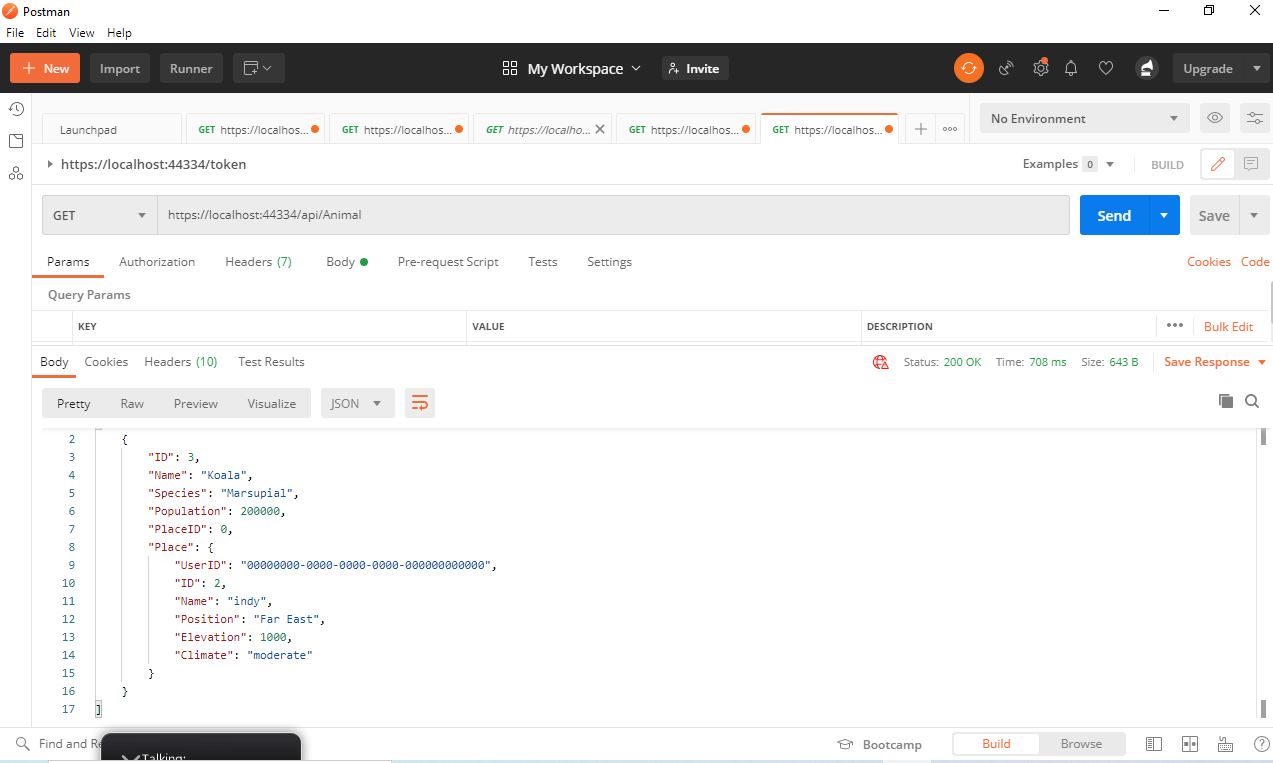 Postman
File Edit View Help
+ New Import Runner My Workspace Invite Upgrade
Launchpad GET https://localhos... GET https://localhos... GET https://localho... GET https://localhos... GET https://localhos... No Environment
https://localhost:44334/token Examples 0 BUILD
GET https://localhost:44334/api/Animal Send Save
Params Authorization Headers (7) Body Pre-request Script Tests Settings Cookies Code
Query Params
KEY VALUE DESCRIPTION ••• Bulk Edit
Body Cookies Headers (10) Test Results Status: 200 OK Time: 708 ms Size: 643 B Save Response
Pretty Raw Preview Visualize JSON
2 {
3 "ID": 3,
4 "Name": "Koala",
5 "Species": "Marsupial",
6 "Population": 200000,
7 "PlaceID": 0,
8 "Place": {
9 "UserID": "00000000-0000-0000-0000-000000000000",
10 "ID": 2,
11 "Name": "indy",
12 "Position": "Far East",
13 "Elevation": 1000,
14 "Climate": "moderate"
15 }
16 }
17 ]
Find and Re Bootcamp Build Browse
Talking: